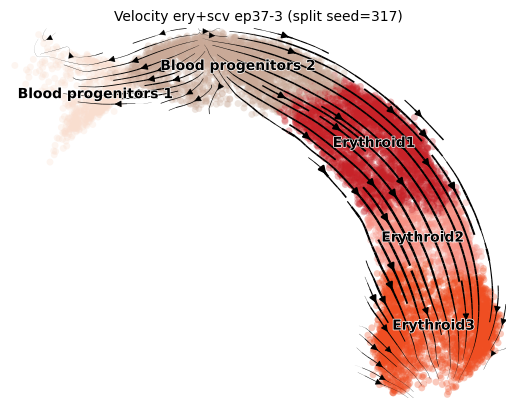 Velocity ery+scv ep37-3 (split seed=317)
Blood progenitors 2
Blood progenitors 1
Erythroid1
Erythroid2
Erythroid3